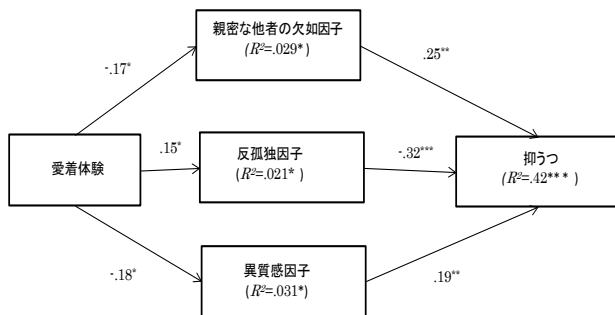 親密な他者の欠如因子
(R²=.029*)
-.17*
.25**
愛着体験
.15*
反孤独因子
(R²=.021* )
-.32***
抑うつ
(R²=.42*** )
-.18*
異質感因子
(R²=.031*)
.19**